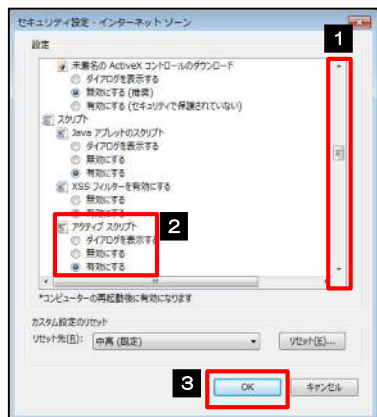 セキュリティ設定 - インターネット ゾーン
設定
未署名の ActiveX コントロールのダウンロード
ダイアログを表示する
無効にする (推奨)
有効にする (セキュリティで保護されていない)
スクリプト
Java アプレットのスクリプト
ダイアログを表示する
無効にする
有効にする
XSS フィルターを有効にする
無効にする
有効にする
アクティブ スクリプト
ダイアログを表示する
無効にする
有効にする
*コンピューターの再起動後に有効になります
カスタム設定のリセット
リセット先(R):
中高 (既定)
リセット(E)...
OK
キャンセル
1
2
3